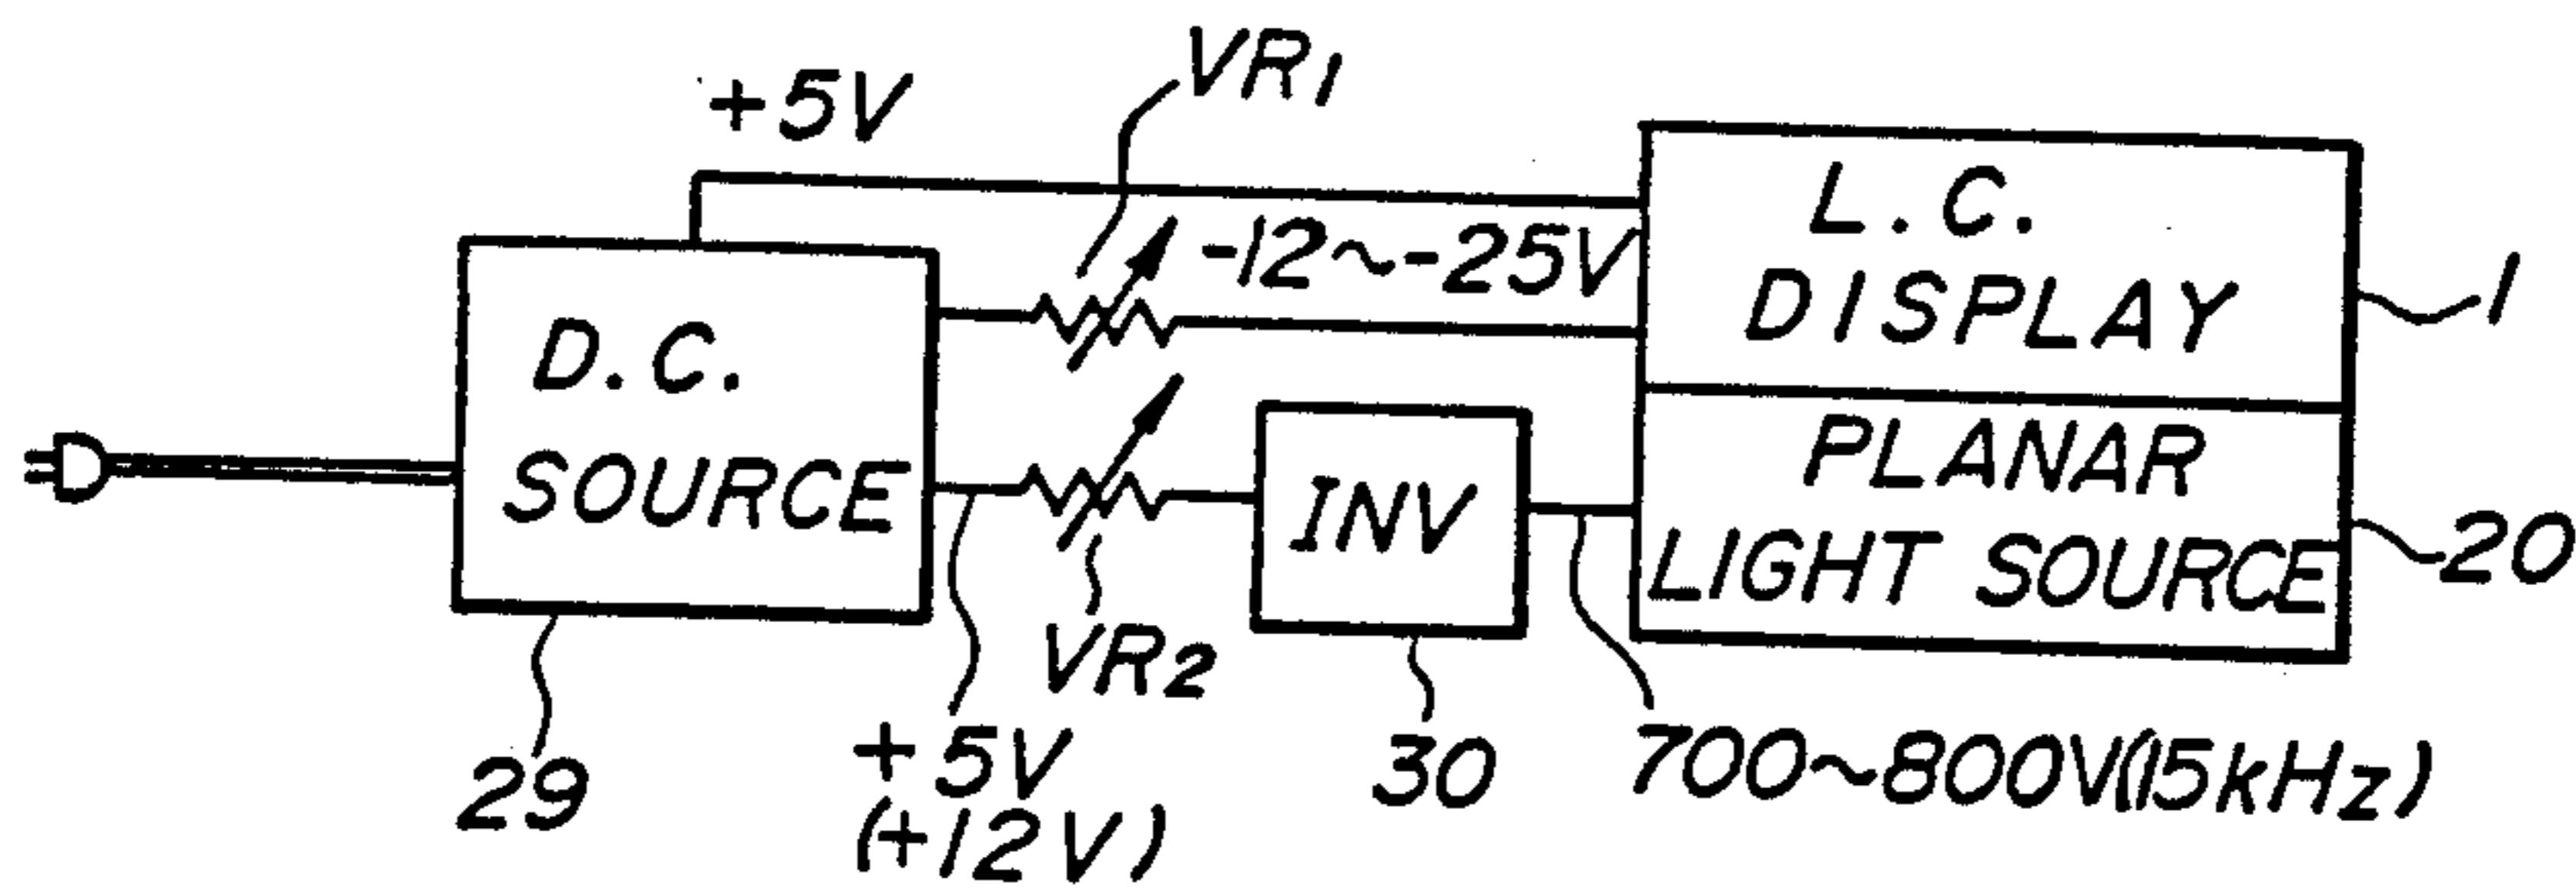 +5V
VR1
-12~-25V
L.C.
DISPLAY
1
D.C.
SOURCE
INV
PLANAR
LIGHT SOURCE
20
VR2
29
+5V
(+12V)
30
700~800V(15kHz)